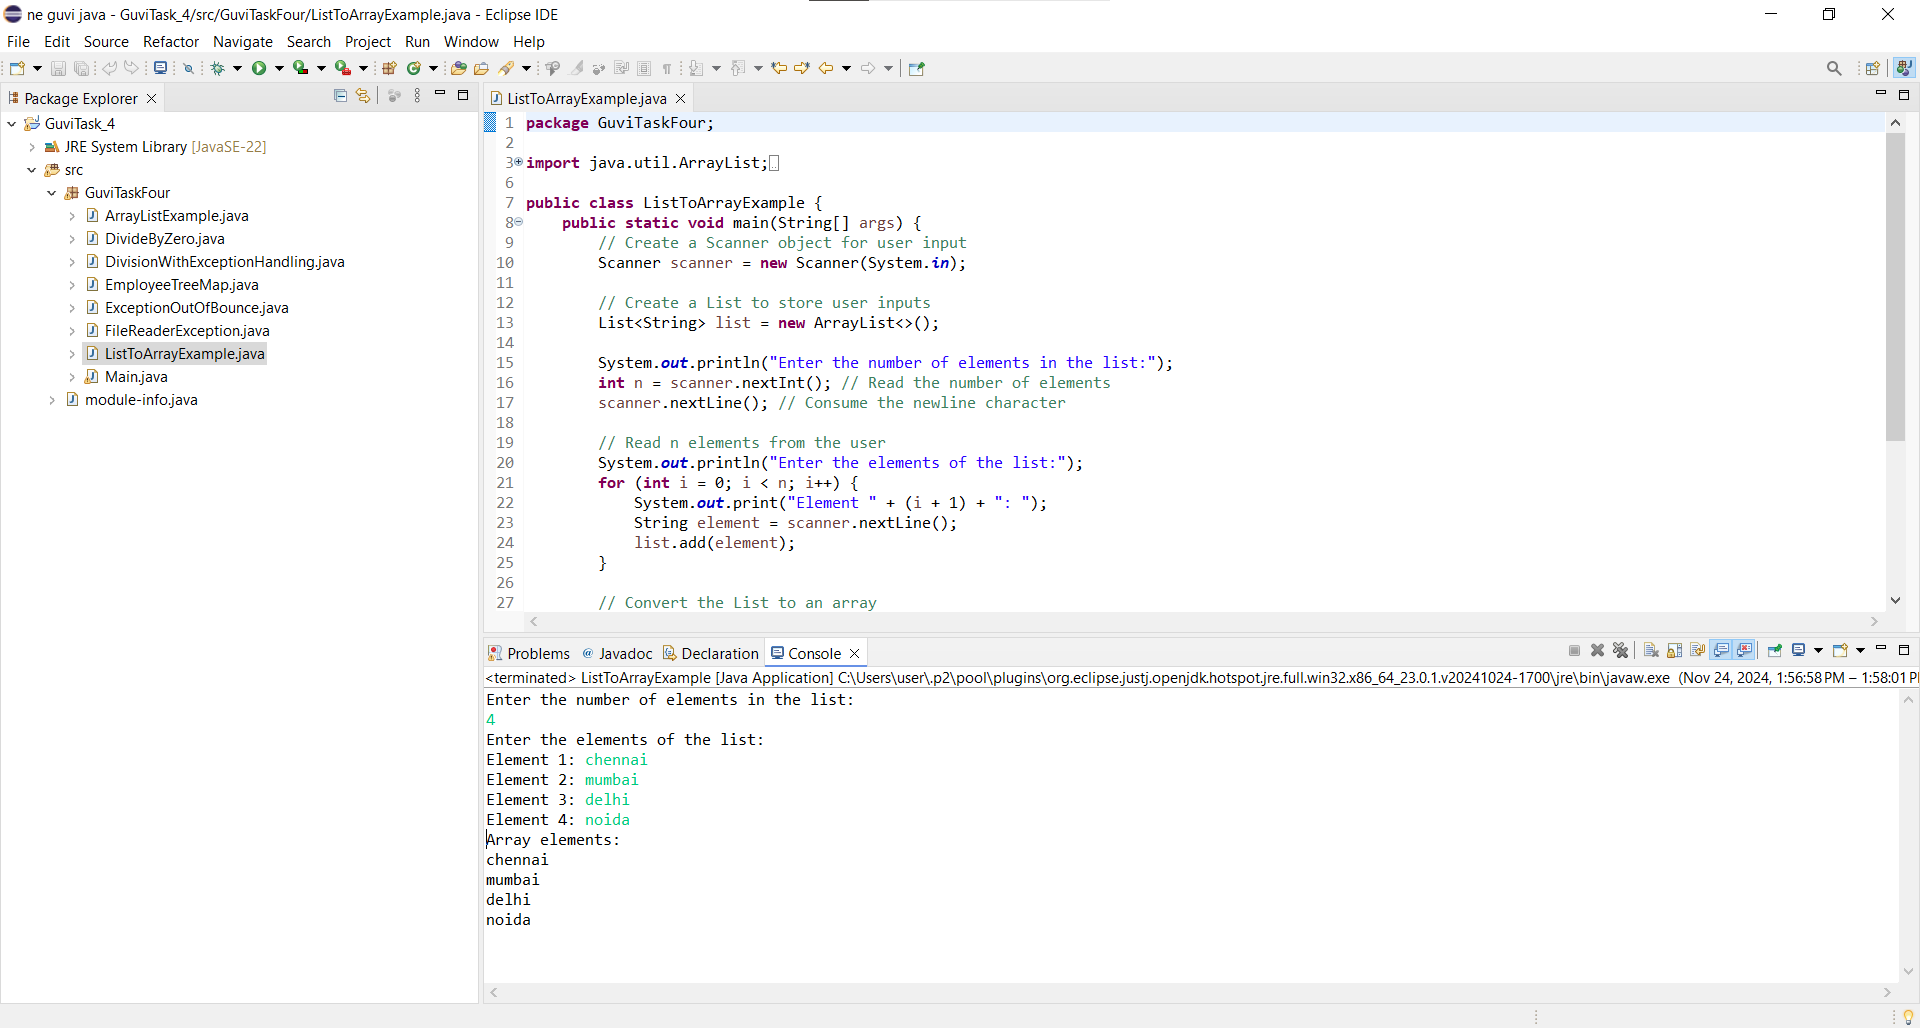 ne guvi java - GuviTask_4/src/GuviTaskFour/ListToArrayExample.java - Eclipse IDE
File Edit Source Refactor Navigate Search Project Run Window Help
Package Explorer
GuviTask_4
JRE System Library [JavaSE-22]
src
GuviTaskFour
ArrayListExample.java
DivideByZero.java
DivisionWithExceptionHandling.java
EmployeeTreeMap.java
ExceptionOutOfBounce.java
FileReaderException.java
ListToArrayExample.java
Main.java
module-info.java
ListToArrayExample.java
1 package GuviTaskFour;
2
3 import java.util.ArrayList;
6
7 public class ListToArrayExample {
8     public static void main(String[] args) {
9         // Create a Scanner object for user input
10         Scanner scanner = new Scanner(System.in);
11
12         // Create a List to store user inputs
13         List<String> list = new ArrayList<>();
14
15         System.out.println("Enter the number of elements in the list:");
16         int n = scanner.nextInt(); // Read the number of elements
17         scanner.nextLine(); // Consume the newline character
18
19         // Read n elements from the user
20         System.out.println("Enter the elements of the list:");
21         for (int i = 0; i < n; i++) {
22             System.out.print("Element " + (i + 1) + ": ");
23             String element = scanner.nextLine();
24             list.add(element);
25         }
26
27         // Convert the List to an array
Problems @ Javadoc Declaration Console
<terminated> ListToArrayExample [Java Application] C:\Users\user\.p2\pool\plugins\org.eclipse.justj.openjdk.hotspot.jre.full.win32.x86_64_23.0.1.v20241024-1700\jre\bin\javaw.exe (Nov 24, 2024, 1:56:58 PM – 1:58:01 P
Enter the number of elements in the list:
4
Enter the elements of the list:
Element 1: chennai
Element 2: mumbai
Element 3: delhi
Element 4: noida
Array elements:
chennai
mumbai
delhi
noida